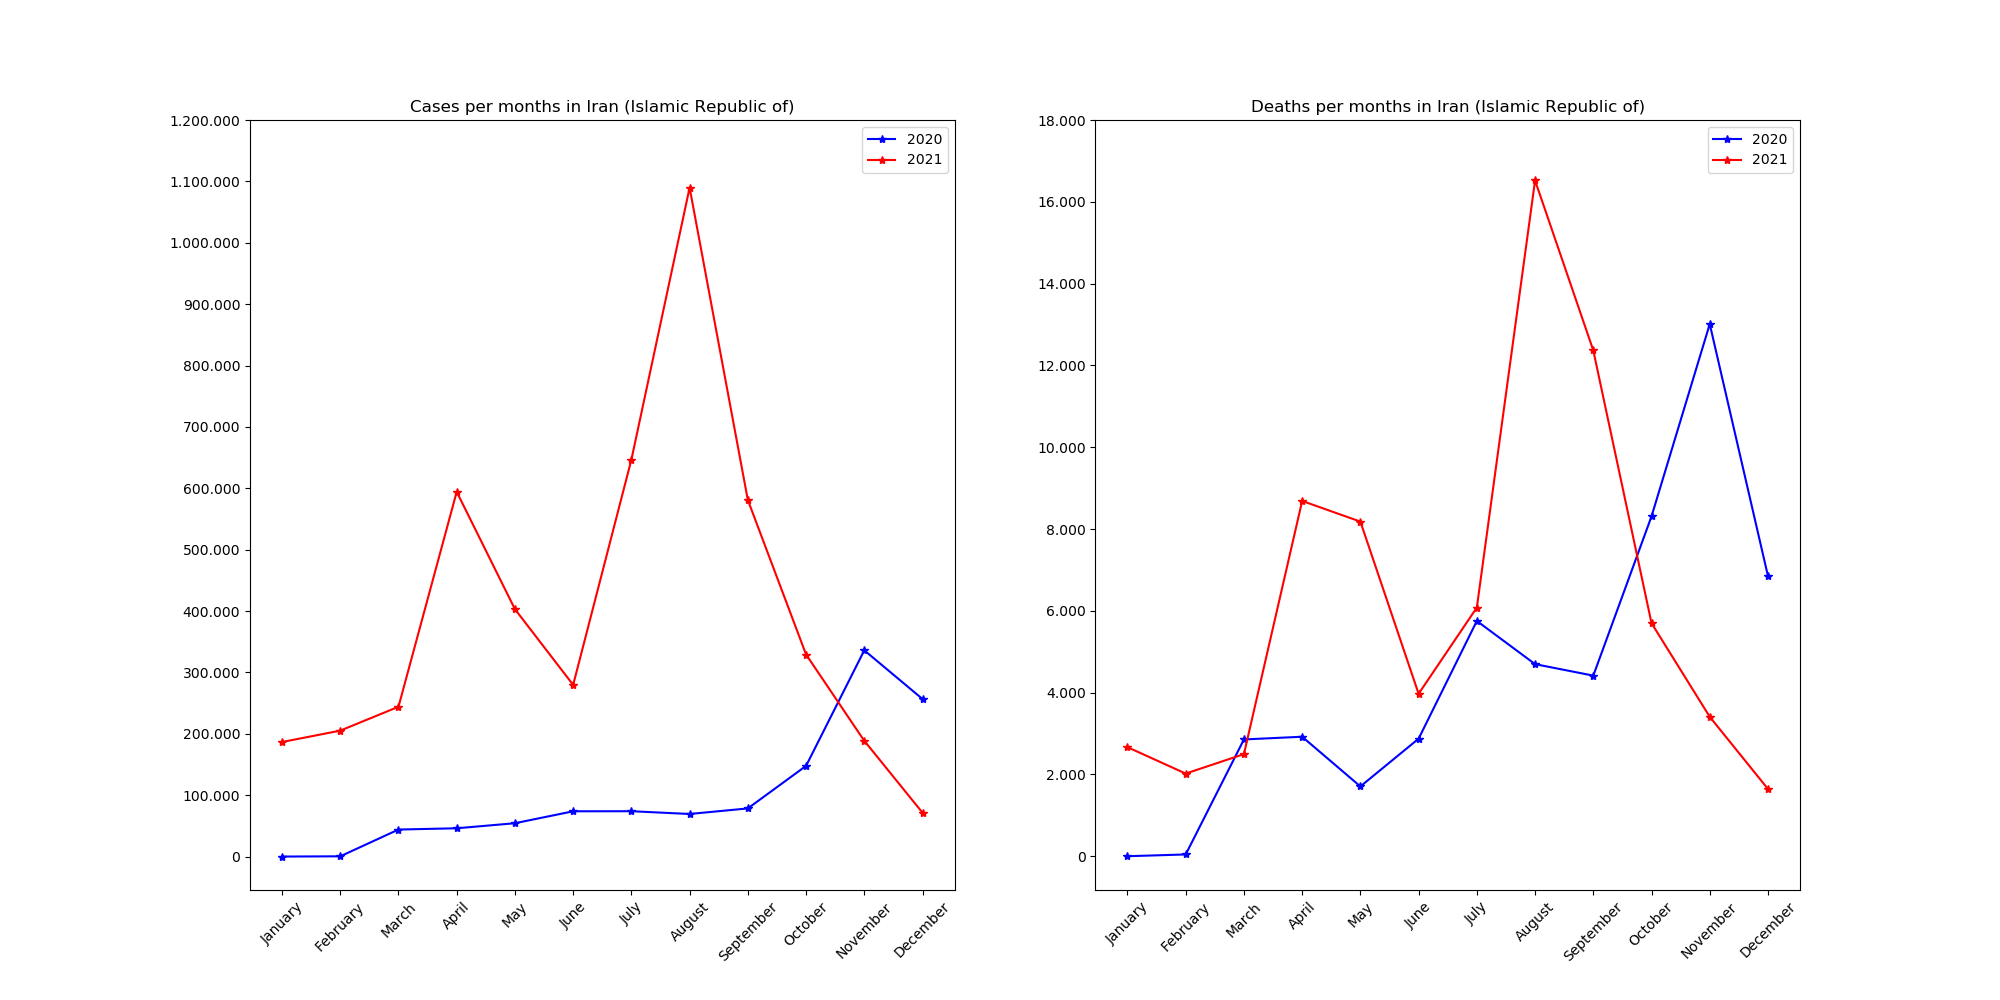 Cases per months in Iran (Islamic Republic of)
1.200.000
1.100.000
1.000.000
900.000
800.000
700.000
600.000
500.000
400.000
300.000
200.000
100.000
0
2020
2021
January
February
March
April
May
June
July
August
September
October
November
December
Deaths per months in Iran (Islamic Republic of)
18.000
16.000
14.000
12.000
10.000
8.000
6.000
4.000
2.000
0
2020
2021
January
February
March
April
May
June
July
August
September
October
November
December